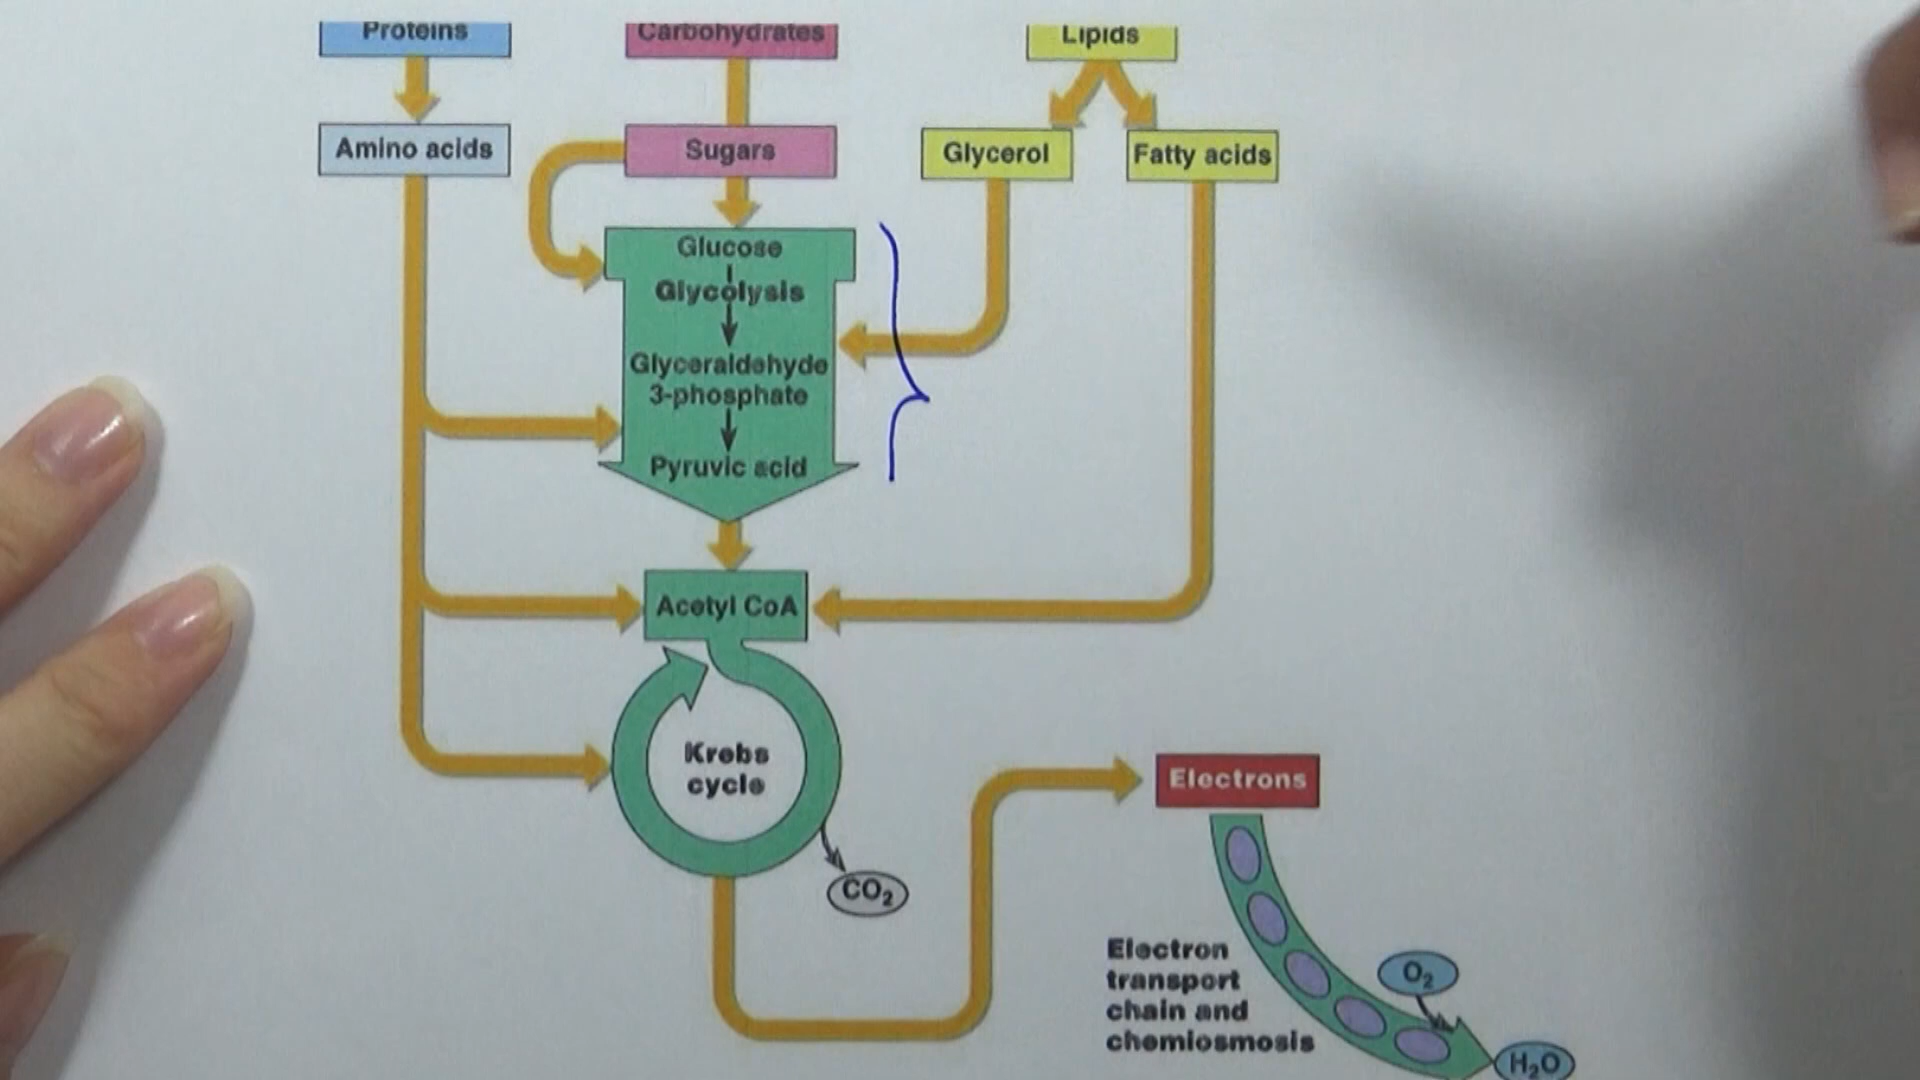 Proteins
Carbohydrates
Lipids
Amino acids
Sugars
Glycerol
Fatty acids
Glucose
Glycolysis
Glyceraldehyde
3-phosphate
Pyruvic acid
Acetyl CoA
Krebs
cycle
CO₂
Electrons
Electron
transport
chain and
chemiosmosis
O₂
H₂O